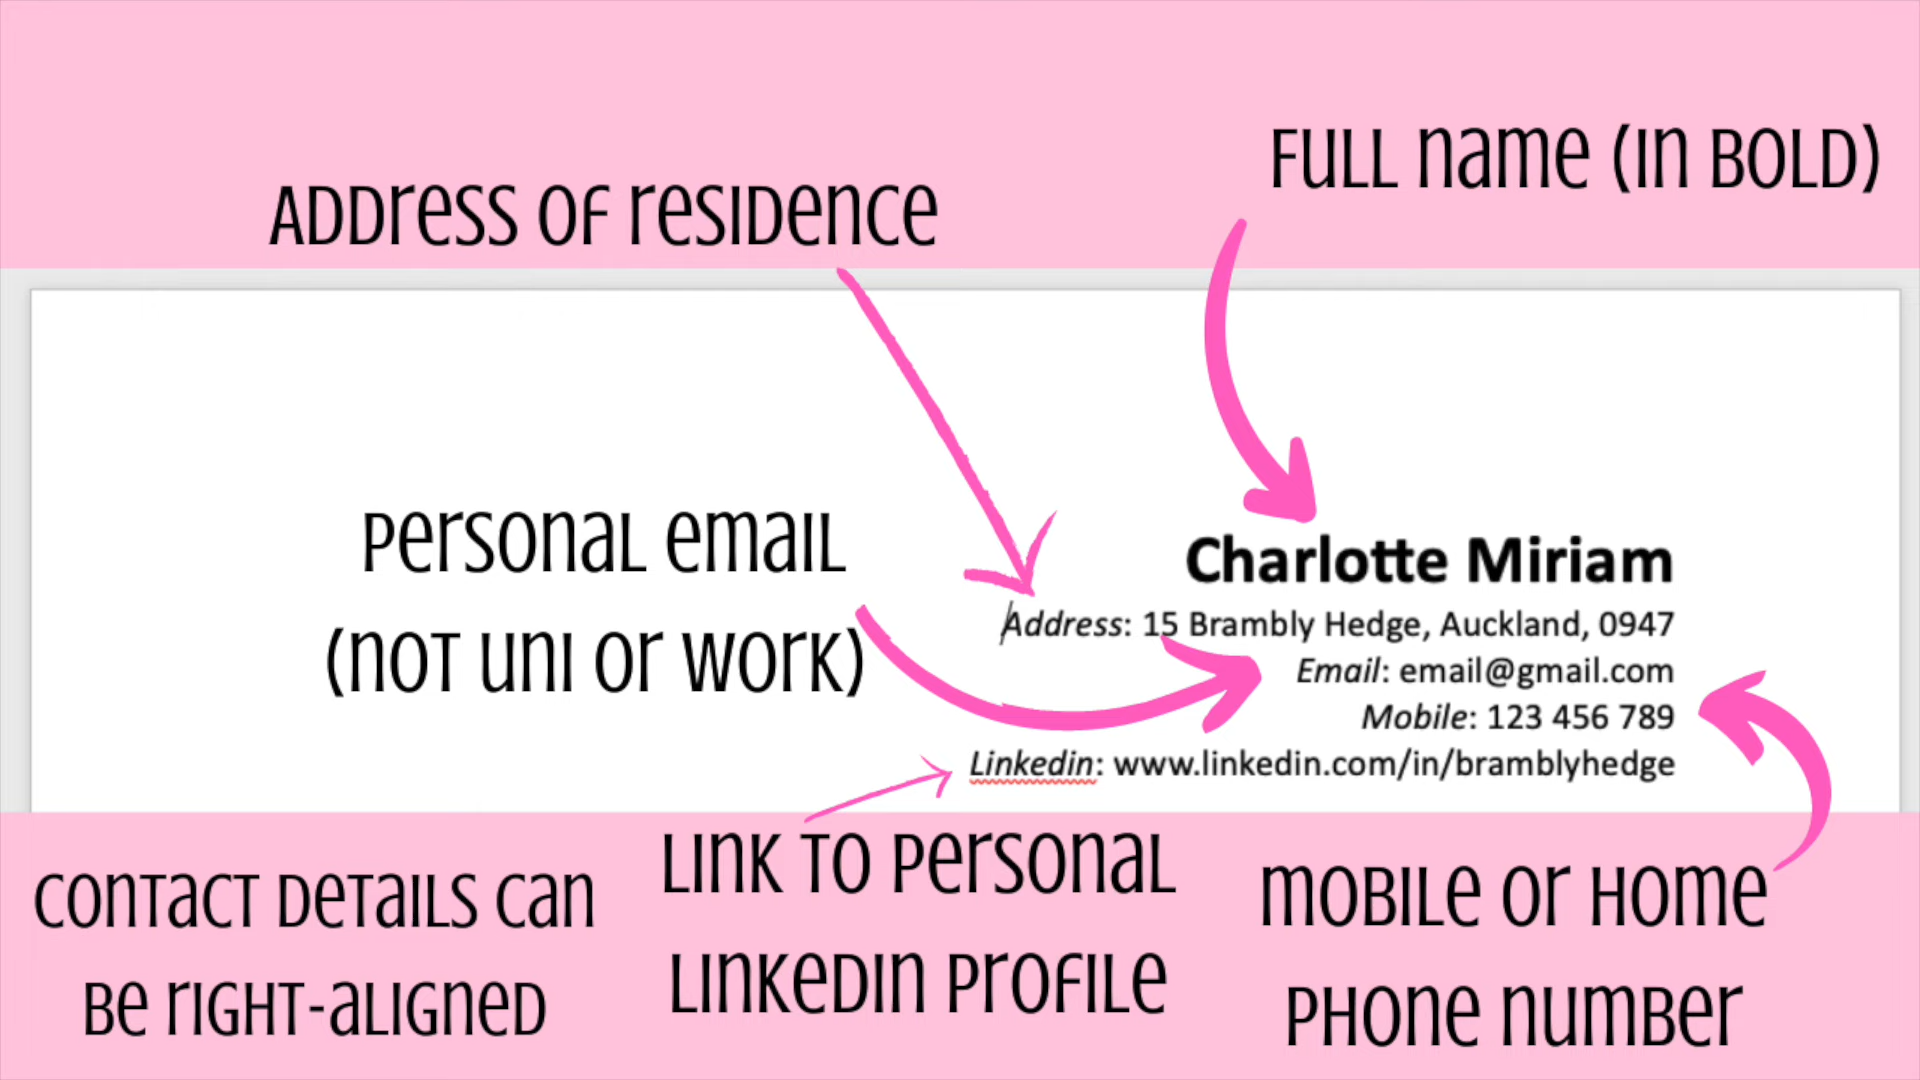 Full name (in bold)
Address of residence
Personal email
(not uni or work)
Charlotte Miriam
Address: 15 Brambly Hedge, Auckland, 0947
Email: email@gmail.com
Mobile: 123 456 789
Linkedin: www.linkedin.com/in/bramblyhedge
Contact details can
be right-aligned
Link to personal
LinkedIn profile
Mobile or home
phone number